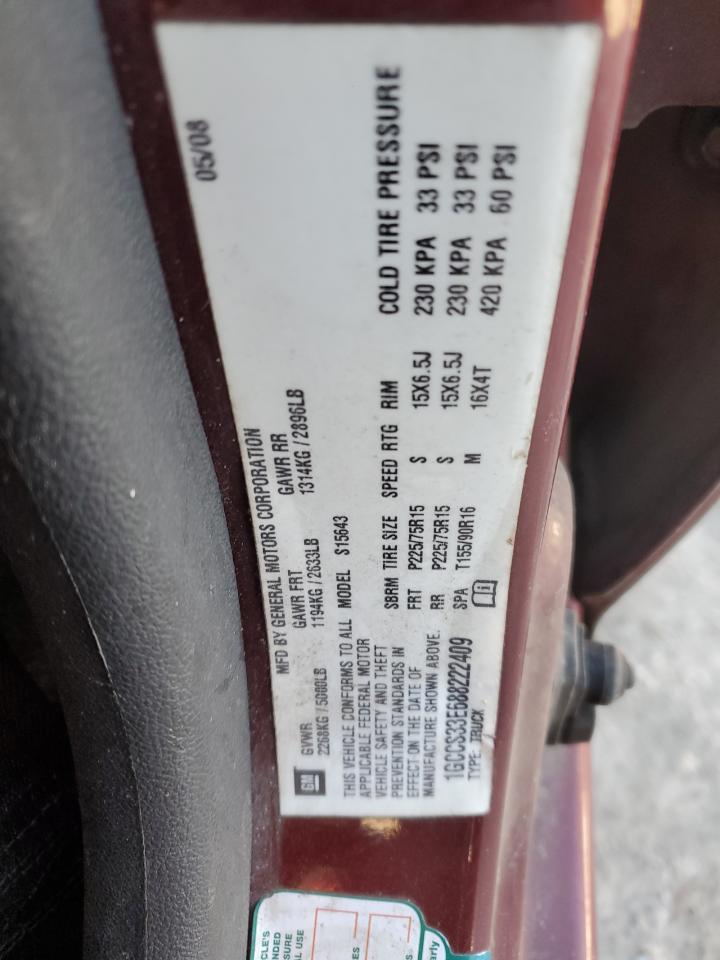 MFD BY GENERAL MOTORS CORPORATION
05/08
GM
GVWR GAWR FRT GAWR RR
2268KG / 5000LB 1194KG / 2633LB 1314KG / 2896LB
THIS VEHICLE CONFORMS TO ALL
APPLICABLE FEDERAL MOTOR
VEHICLE SAFETY AND THEFT
PREVENTION STANDARDS IN
EFFECT ON THE DATE OF
MANUFACTURE SHOWN ABOVE.
1GCCS33E688222409
TYPE: TRUCK
MODEL S15643
SBRM TIRE SIZE SPEED RTG RIM COLD TIRE PRESSURE
FRT P225/75R15 S 15X6.5J 230 KPA 33 PSI
RR P225/75R15 S 15X6.5J 230 KPA 33 PSI
SPA T155/90R16 M 16X4T 420 KPA 60 PSI